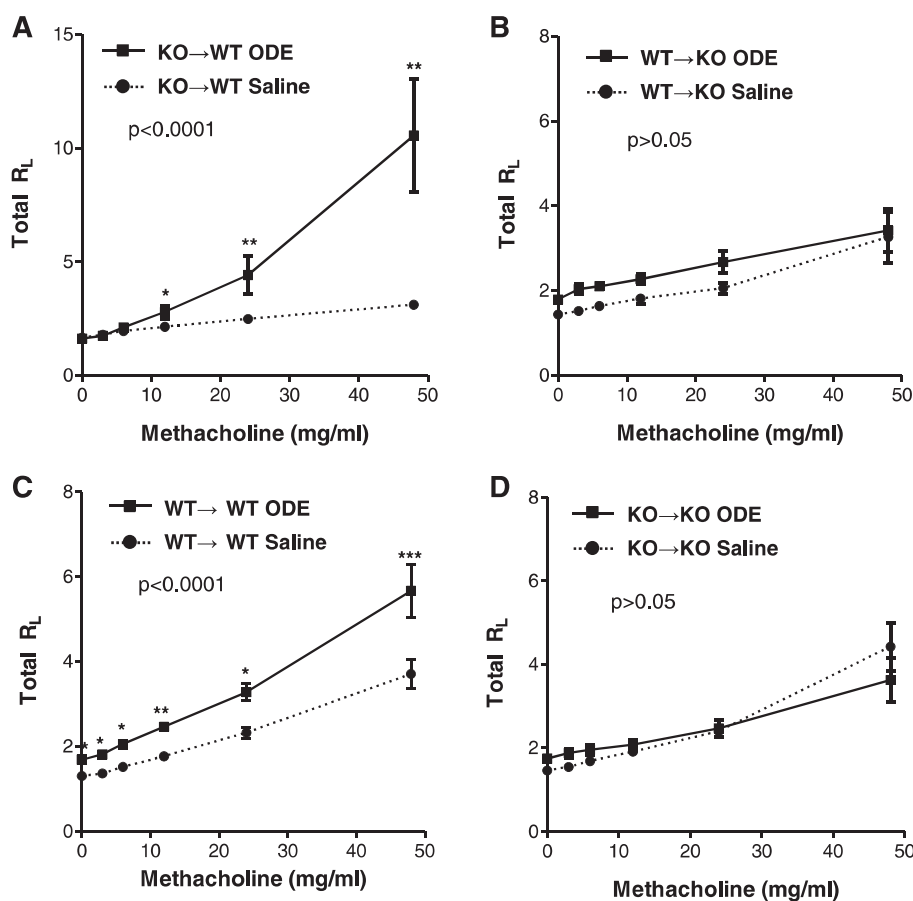 A
KO→WT ODE
KO→WT Saline
p<0.0001
**
**
*
15
10
5
0
Total RL
0 10 20 30 40 50
Methacholine (mg/ml)
B
WT→KO ODE
WT→KO Saline
p>0.05
8
6
4
2
0
Total RL
0 10 20 30 40 50
Methacholine (mg/ml)
C
WT→ WT ODE
WT→ WT Saline
p<0.0001
***
*
**
*
*
*
8
6
4
2
0
Total RL
0 10 20 30 40 50
Methacholine (mg/ml)
D
KO→KO ODE
KO→KO Saline
p>0.05
8
6
4
2
0
Total RL
0 10 20 30 40 50
Methacholine (mg/ml)